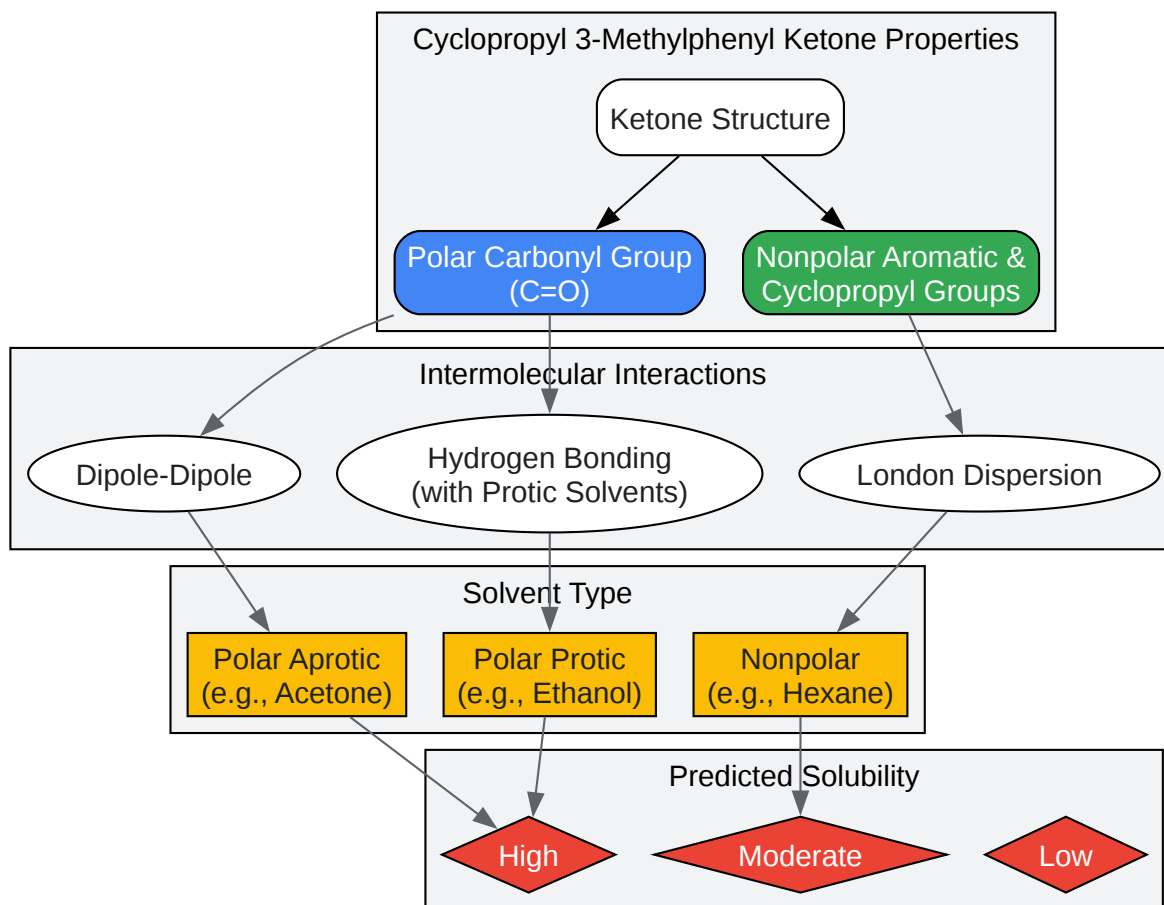 Cyclopropyl 3-Methylphenyl Ketone Properties
Ketone Structure
Polar Carbonyl Group
(C=O)
Nonpolar Aromatic &
Cyclopropyl Groups
Intermolecular Interactions
Dipole-Dipole
Hydrogen Bonding
(with Protic Solvents)
London Dispersion
Solvent Type
Polar Aprotic
(e.g., Acetone)
Polar Protic
(e.g., Ethanol)
Nonpolar
(e.g., Hexane)
Predicted Solubility
High
Moderate
Low